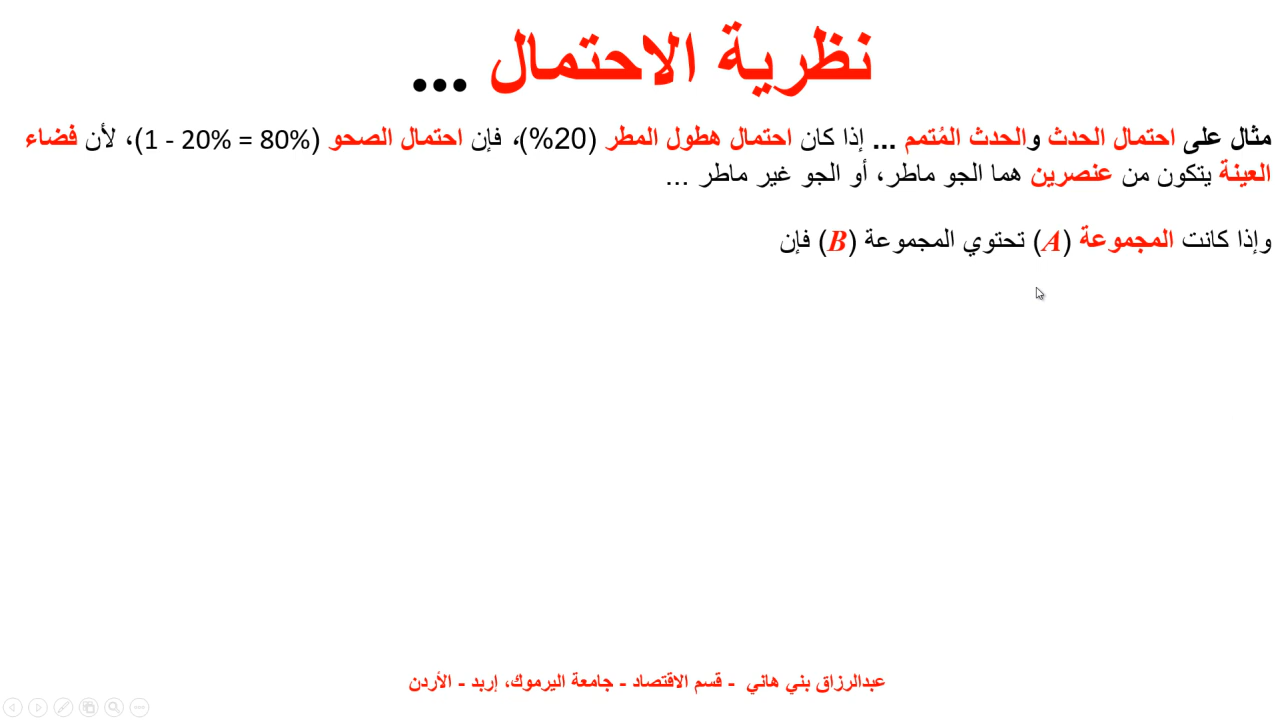 نظرية الاحتمال ...
مثال على احتمال الحدث والحدث المُتمم ... إذا كان احتمال هطول المطر (20%)، فإن احتمال الصحو (1 - 20% = 80%)، لأن فضاء
العينة يتكون من عنصرين هما الجو ماطر، أو الجو غير ماطر ...
وإذا كانت المجموعة (A) تحتوي المجموعة (B) فإن
عبدالرزاق بني هاني - قسم الاقتصاد - جامعة اليرموك، إربد - الأردن